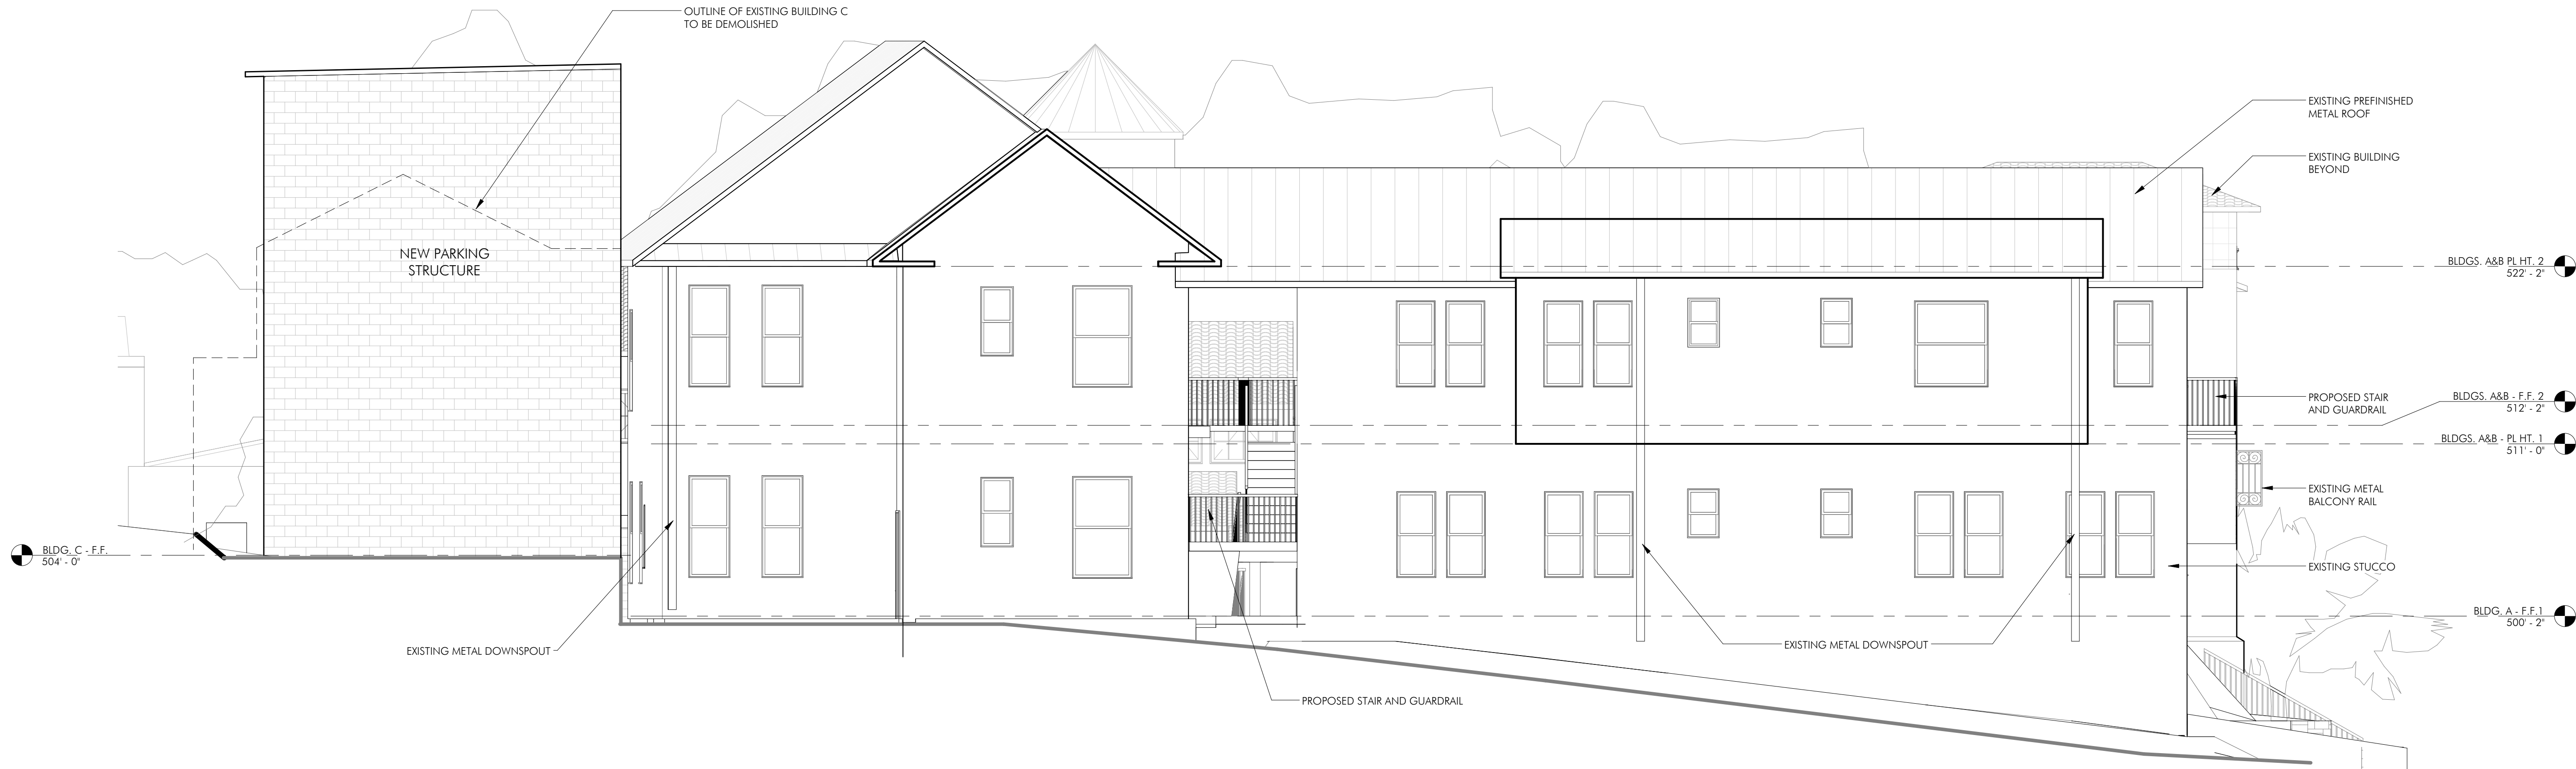 OUTLINE OF EXISTING BUILDING C
TO BE DEMOLISHED
EXISTING PREFINISHED
METAL ROOF
EXISTING BUILDING
BEYOND
NEW PARKING
STRUCTURE
BLDGS. A&B PL HT. 2
522' - 2"
PROPOSED STAIR
AND GUARDRAIL
BLDGS. A&B - F.F. 2
512' - 2"
BLDGS. A&B - PL HT. 1
511' - 0"
EXISTING METAL
BALCONY RAIL
BLDG. C - F.F.
504' - 0"
EXISTING STUCCO
BLDG. A - F.F.1
500' - 2"
EXISTING METAL DOWNSPOUT
EXISTING METAL DOWNSPOUT
PROPOSED STAIR AND GUARDRAIL